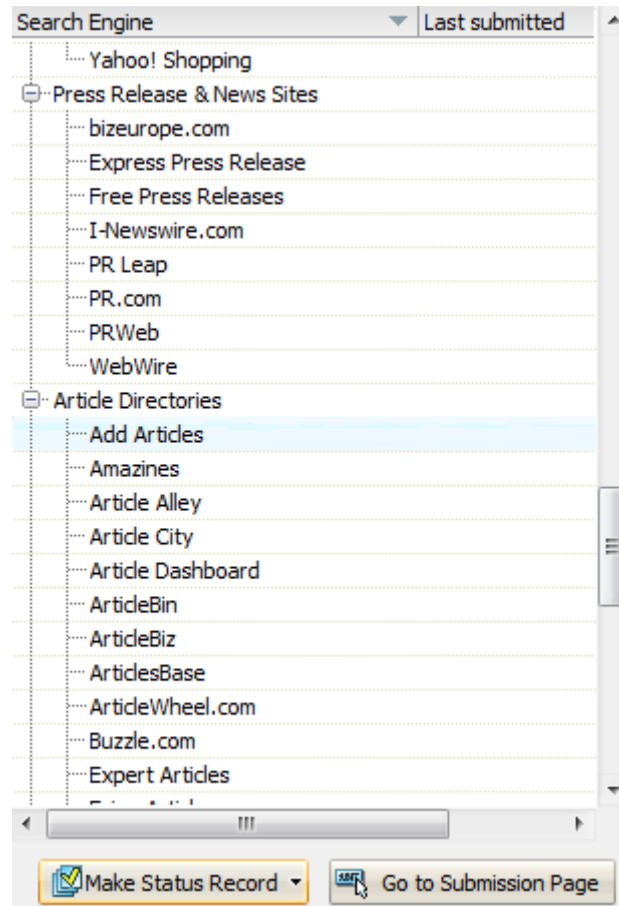 Search Engine Last submitted
Yahoo! Shopping
Press Release & News Sites
bizeurope.com
Express Press Release
Free Press Releases
I-Newswire.com
PR Leap
PR.com
PRWeb
WebWire
Article Directories
Add Articles
Amazines
Article Alley
Article City
Article Dashboard
ArticleBin
ArticleBiz
ArticlesBase
ArticleWheel.com
Buzzle.com
Expert Articles
Make Status Record Go to Submission Page